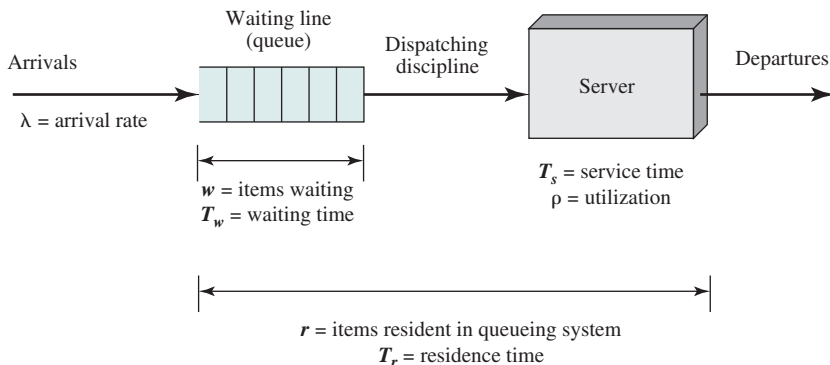 Waiting line
(queue)
Dispatching
discipline
Arrivals
Departures
Server
λ = arrival rate
w = items waiting
T_w = waiting time
T_s = service time
ρ = utilization
r = items resident in queueing system
T_r = residence time